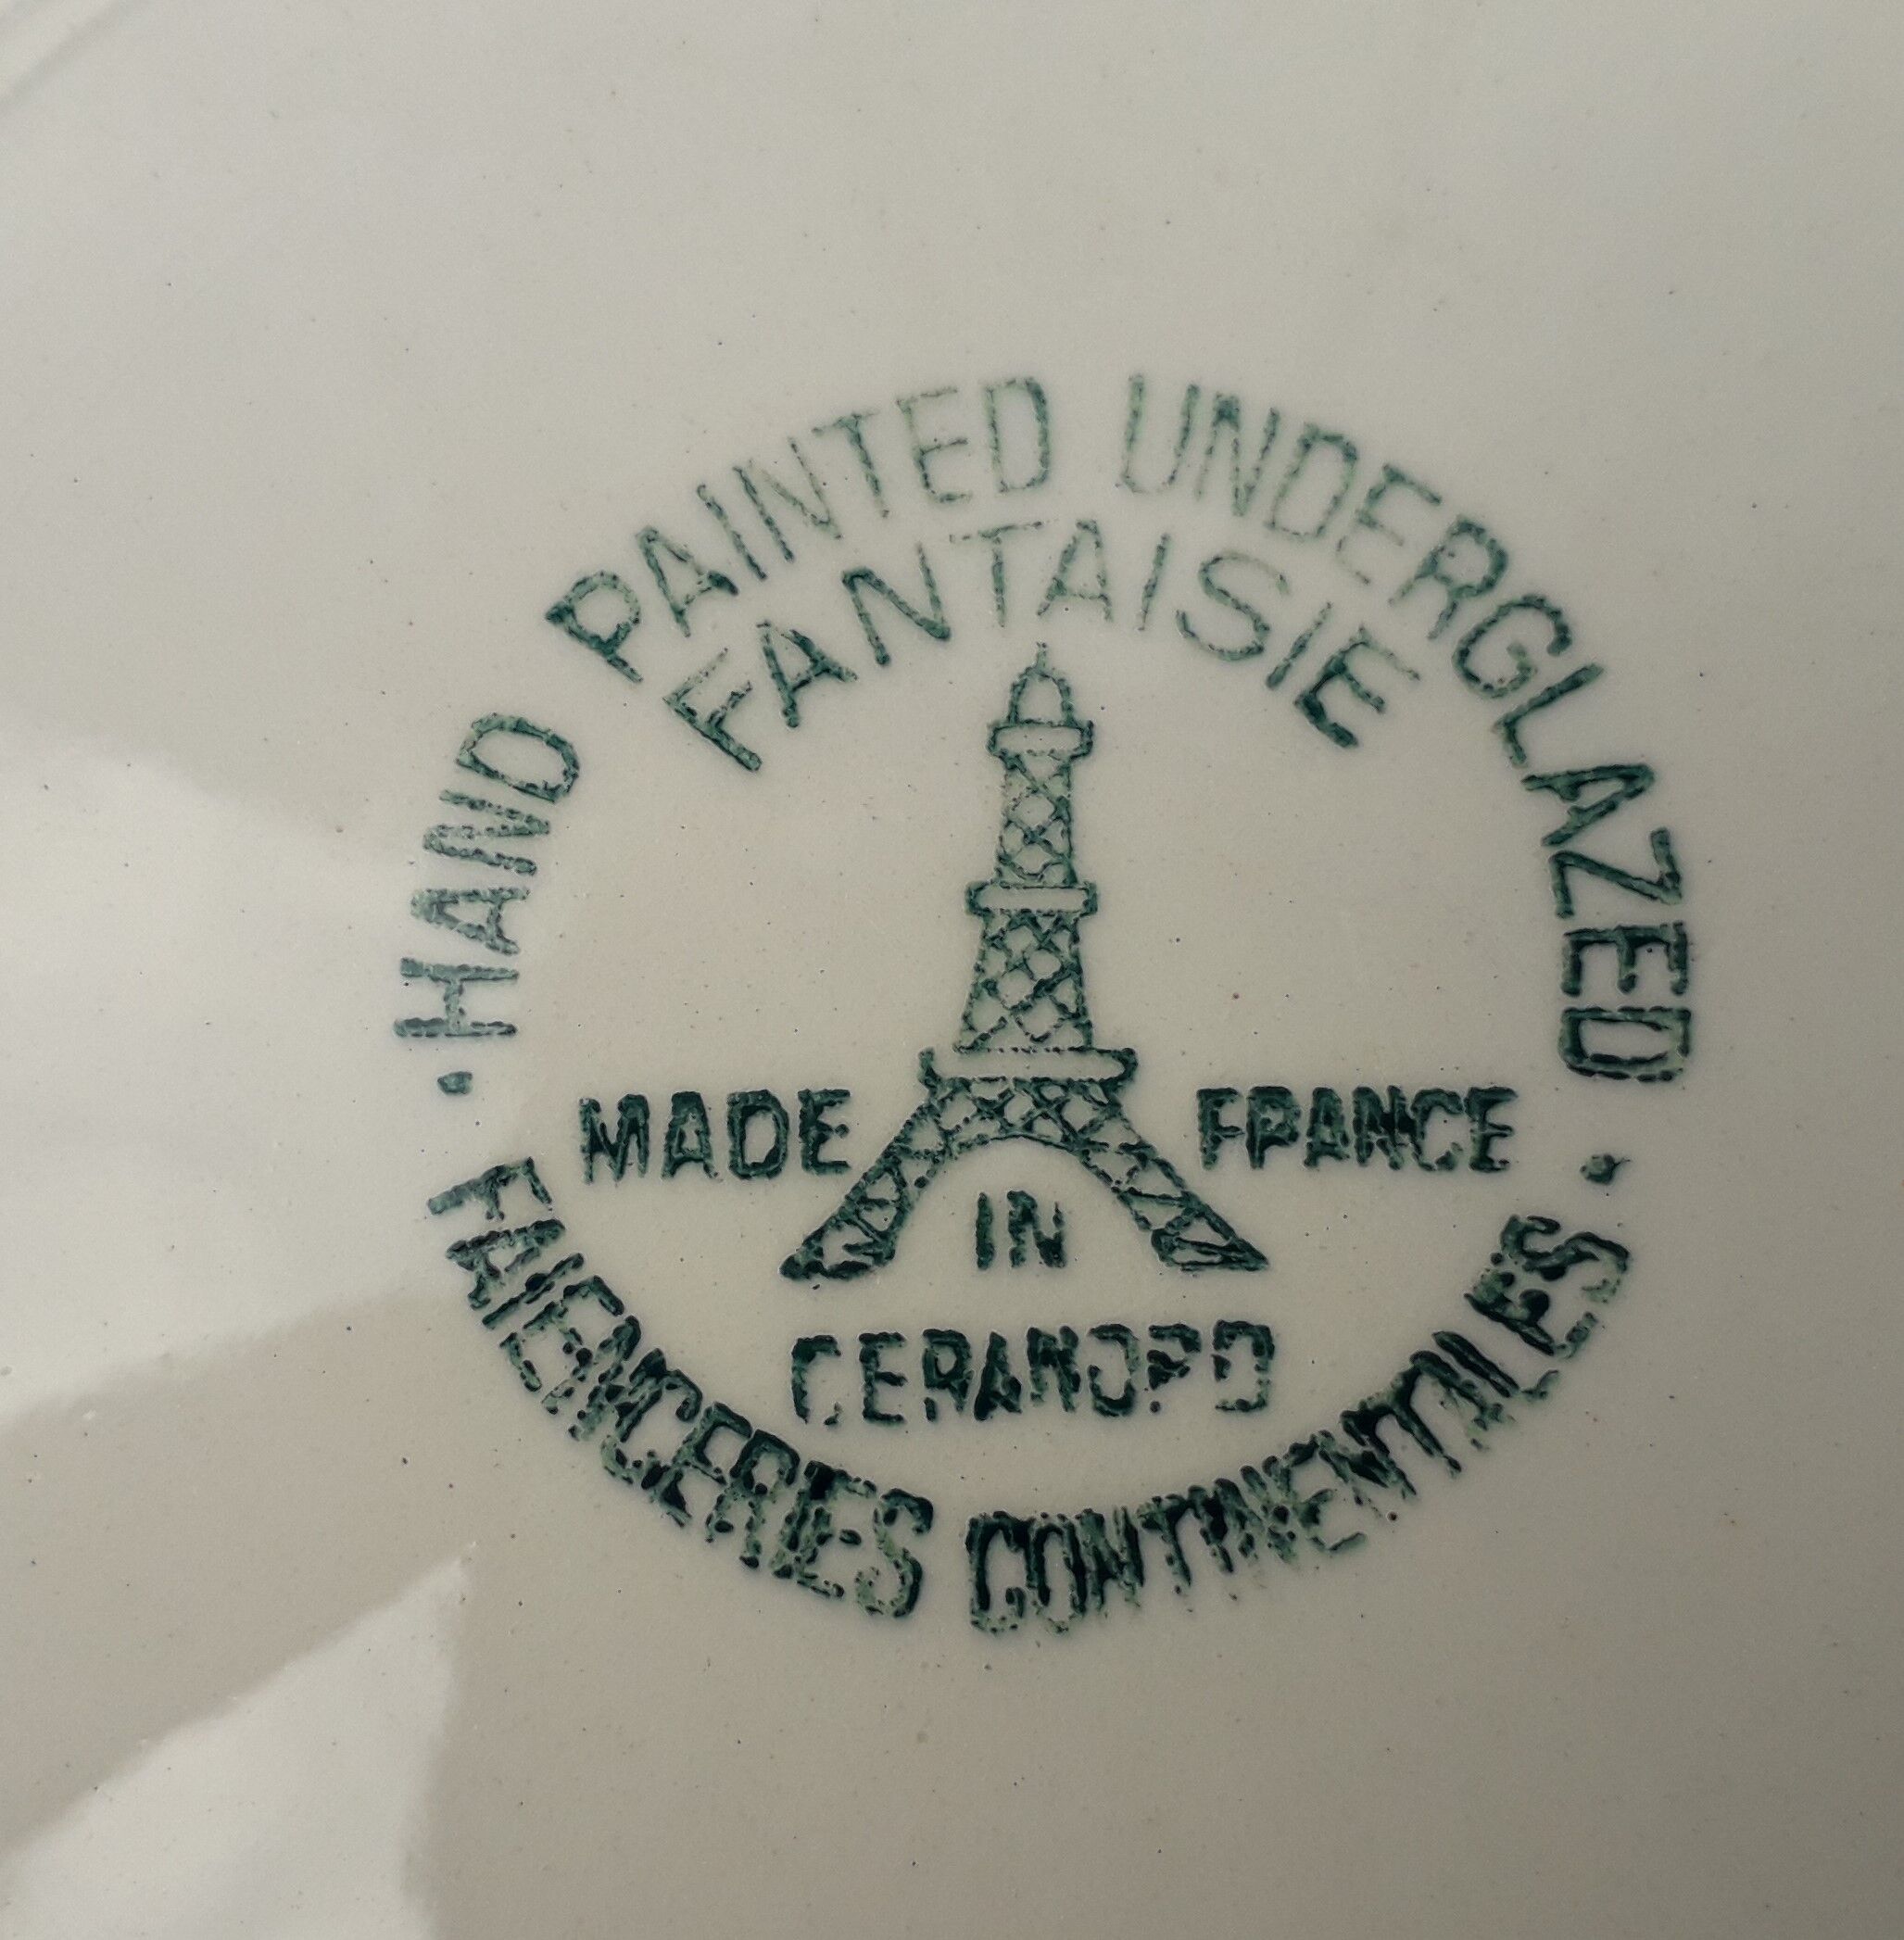 HAND PAINTED UNDERGLAZED
FANTAISIE
MADE IN FRANCE
CERANORD
FAIENCERIES CONTINENTALES